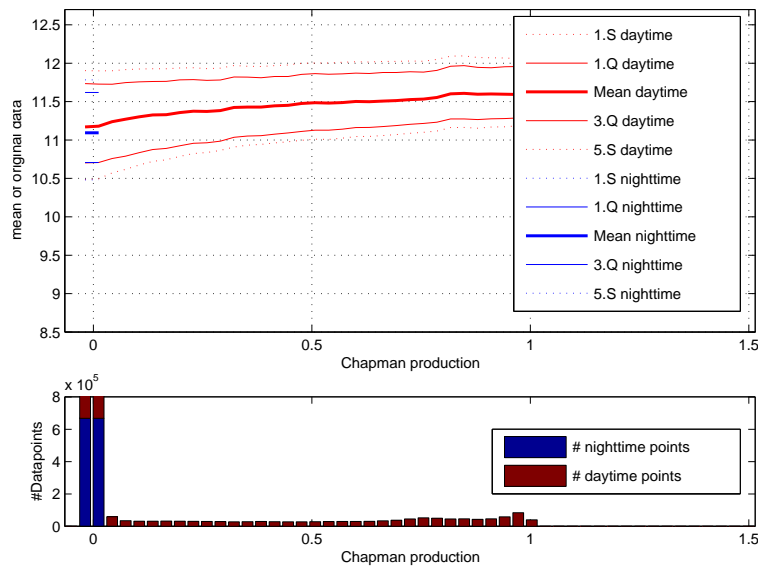 12.5
12
11.5
11
10.5
10
9.5
9
8.5
mean of original data
0
0.5
1
1.5
Chapman production
1.S daytime
1.Q daytime
Mean daytime
3.Q daytime
5.S daytime
1.S nighttime
1.Q nighttime
Mean nighttime
3.Q nighttime
5.S nighttime
x 10^5
8
6
4
2
0
#Datapoints
0
0.5
1
1.5
Chapman production
# nighttime points
# daytime points